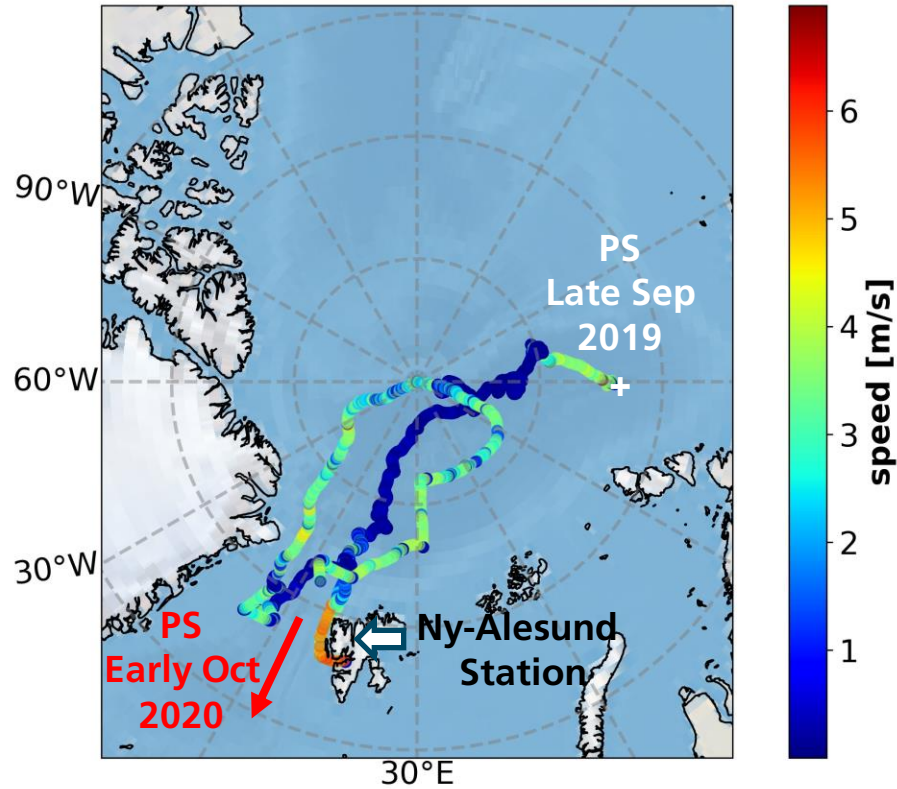 90°W
60°W
30°W
30°E
PS
Late Sep
2019
PS
Early Oct
2020
Ny-Alesund
Station
6
5
4
3
2
1
speed [m/s]